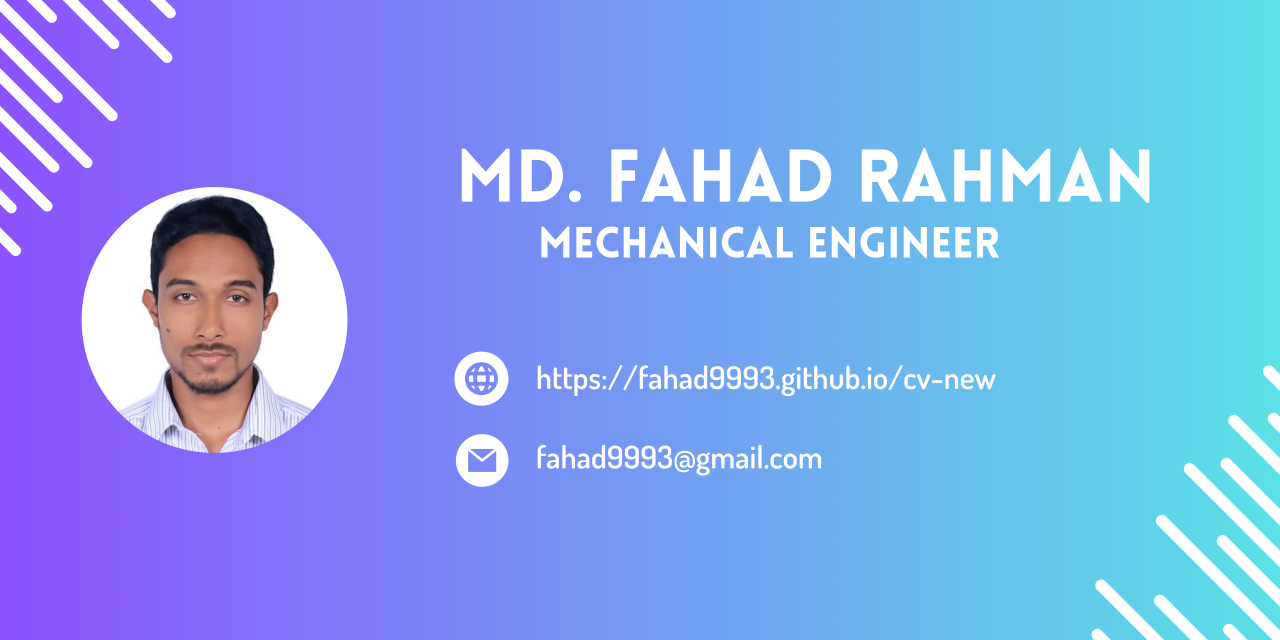 MD. FAHAD RAHMAN
MECHANICAL ENGINEER
https://fahad9993.github.io/cv-new
fahad9993@gmail.com